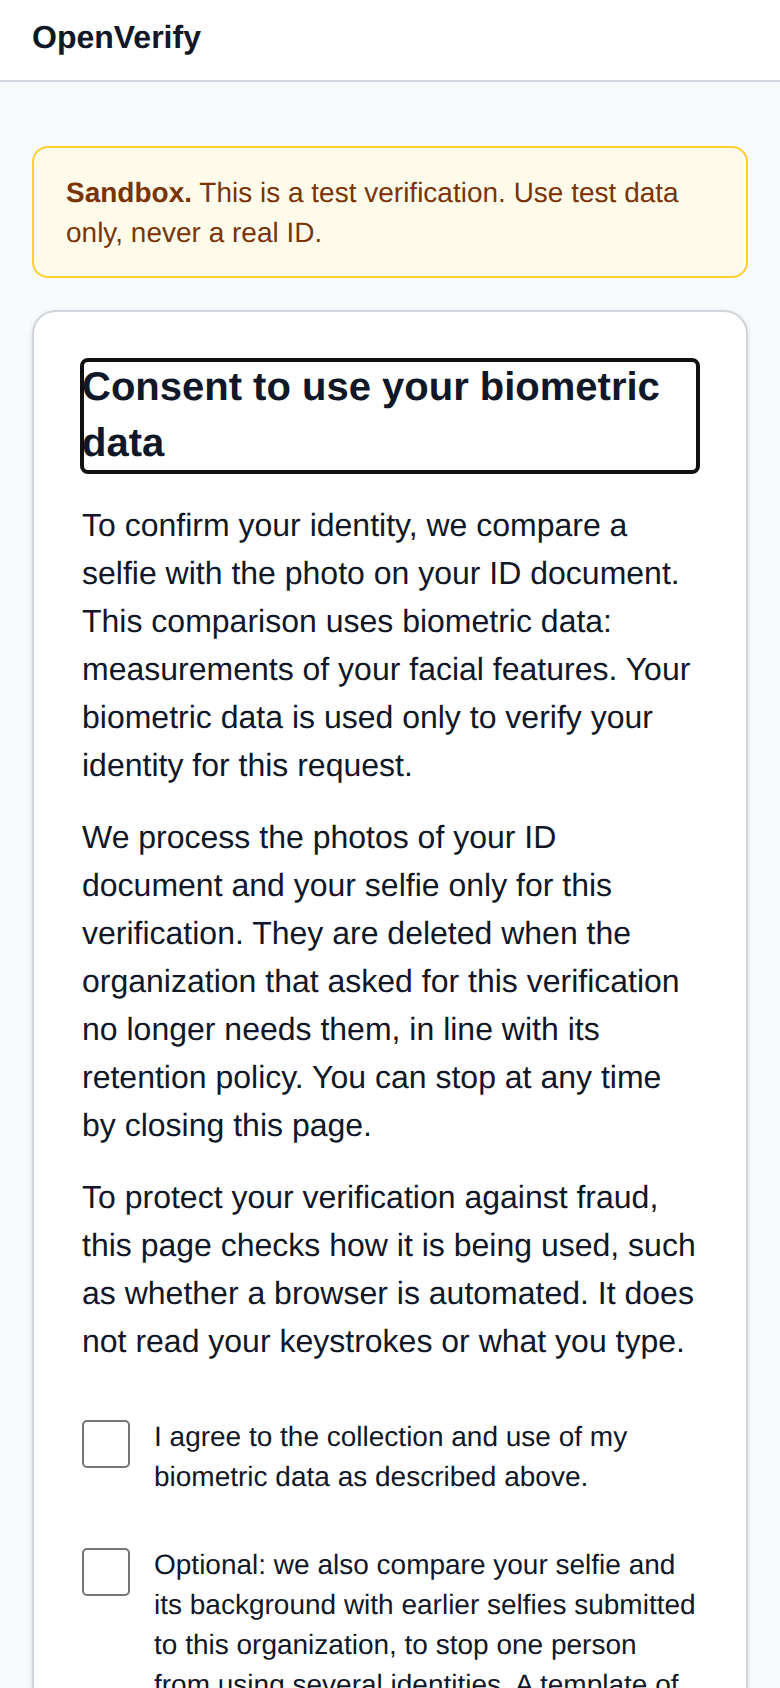 OpenVerify
Sandbox. This is a test verification. Use test data
only, never a real ID.
Consent to use your biometric
data
To confirm your identity, we compare a
selfie with the photo on your ID document.
This comparison uses biometric data:
measurements of your facial features. Your
biometric data is used only to verify your
identity for this request.
We process the photos of your ID
document and your selfie only for this
verification. They are deleted when the
organization that asked for this verification
no longer needs them, in line with its
retention policy. You can stop at any time
by closing this page.
To protect your verification against fraud,
this page checks how it is being used, such
as whether a browser is automated. It does
not read your keystrokes or what you type.
I agree to the collection and use of my
biometric data as described above.
Optional: we also compare your selfie and
its background with earlier selfies submitted
to this organization, to stop one person
from using several identities. A template of